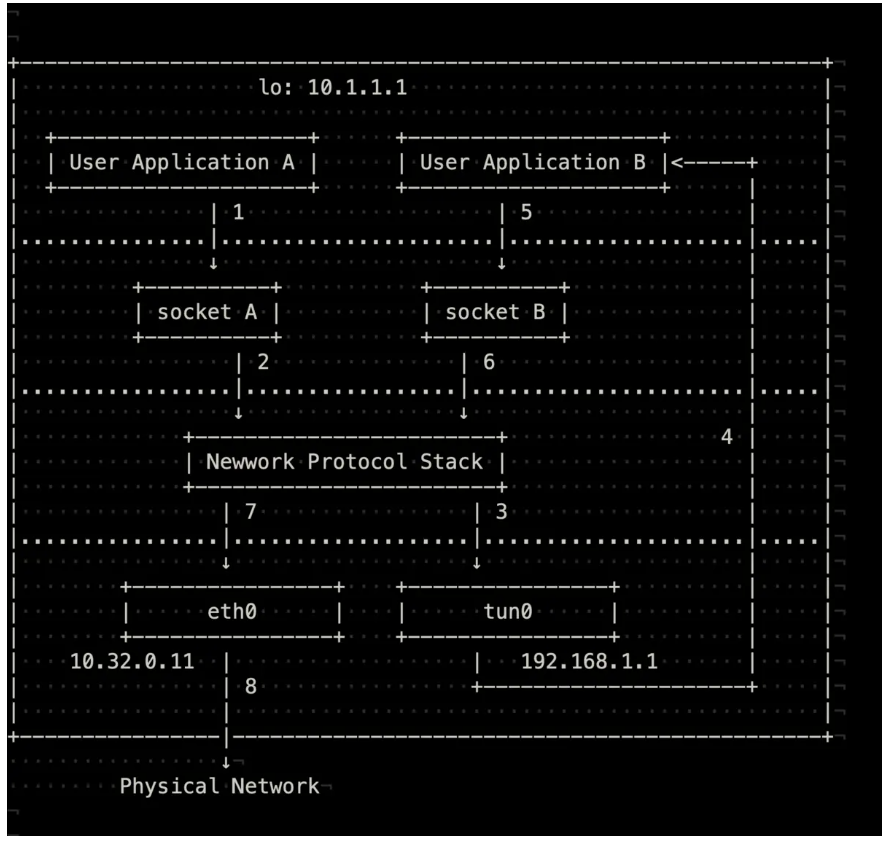 lo: 10.1.1.1
User Application A User Application B
1 5
socket A socket B
2 6
4
Newwork Protocol Stack
7 3
eth0 tun0
10.32.0.11 192.168.1.1
8
Physical Network